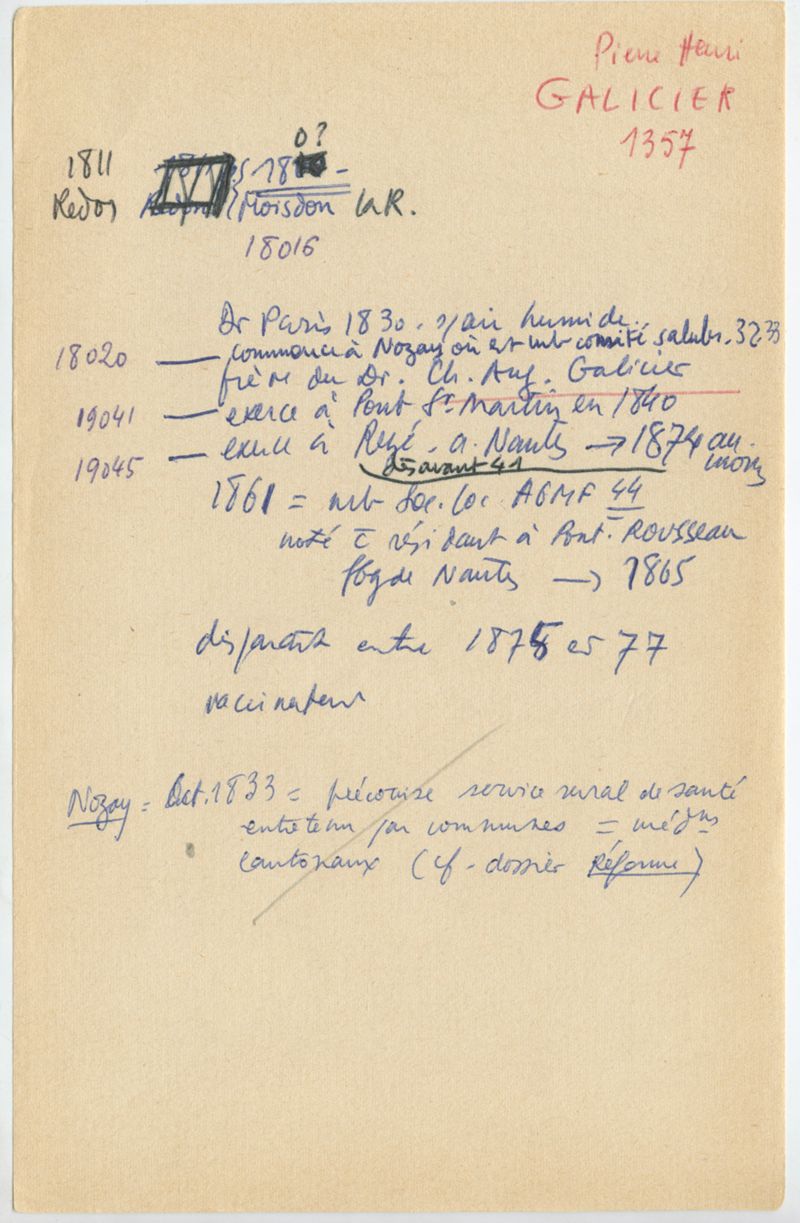 Pierre Henri
GALICIER
1357
0?
1811 18 -
Redon Moisdon la R.
18016
Dr Paris 1830. s/air humide.
18020 — commence à Nozay où est mb comité salubr. 32.33
frère du Dr. Ch. Aug. Galicier
19041 — exerce à Pont St Martin en 1840
19045 — exerce à Rezé. a. Nantes → 1874 au moins
dès avant 41
1861 = mb Soc. loc. AGMF 44
noté c̄ résidant à Pont-Rousseau
fbg de Nantes → 1865
disparaît entre 1875 et 77
vaccinateur
Nozay = Oct. 1833 = préconise service rural de santé
entretenu par communes = médins
cantonaux (cf - dossier Réforme)